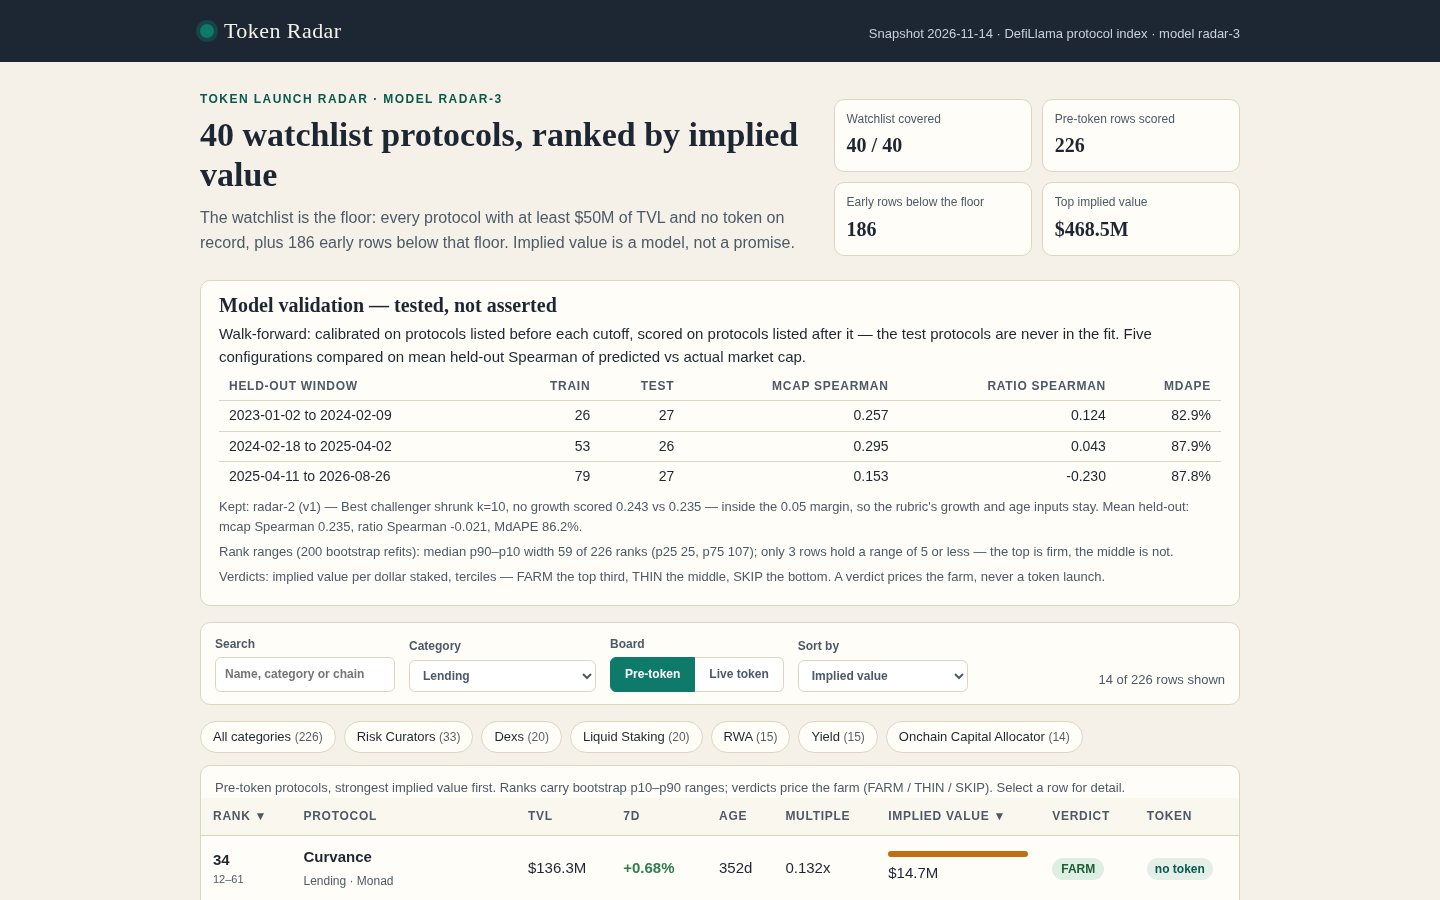 Token Radar
Snapshot 2026-11-14 · DefiLlama protocol index · model radar-3
TOKEN LAUNCH RADAR · MODEL RADAR-3
40 watchlist protocols, ranked by implied
value
The watchlist is the floor: every protocol with at least $50M of TVL and no token on
record, plus 186 early rows below that floor. Implied value is a model, not a promise.
Watchlist covered
40 / 40
Pre-token rows scored
226
Early rows below the floor
186
Top implied value
$468.5M
Model validation — tested, not asserted
Walk-forward: calibrated on protocols listed before each cutoff, scored on protocols listed after it — the test protocols are never in the fit. Five
configurations compared on mean held-out Spearman of predicted vs actual market cap.
HELD-OUT WINDOW TRAIN TEST MCAP SPEARMAN RATIO SPEARMAN MDAPE
2023-01-02 to 2024-02-09 26 27 0.257 0.124 82.9%
2024-02-18 to 2025-04-02 53 26 0.295 0.043 87.9%
2025-04-11 to 2026-08-26 79 27 0.153 -0.230 87.8%
Kept: radar-2 (v1) — Best challenger shrunk k=10, no growth scored 0.243 vs 0.235 — inside the 0.05 margin, so the rubric's growth and age inputs stay. Mean held-out:
mcap Spearman 0.235, ratio Spearman -0.021, MdAPE 86.2%.
Rank ranges (200 bootstrap refits): median p90–p10 width 59 of 226 ranks (p25 25, p75 107); only 3 rows hold a range of 5 or less — the top is firm, the middle is not.
Verdicts: implied value per dollar staked, terciles — FARM the top third, THIN the middle, SKIP the bottom. A verdict prices the farm, never a token launch.
Search Category Board Sort by
Name, category or chain Lending Pre-token Live token Implied value 14 of 226 rows shown
All categories (226) Risk Curators (33) Dexs (20) Liquid Staking (20) RWA (15) Yield (15) Onchain Capital Allocator (14)
Pre-token protocols, strongest implied value first. Ranks carry bootstrap p10–p90 ranges; verdicts price the farm (FARM / THIN / SKIP). Select a row for detail.
RANK ▼ PROTOCOL TVL 7D AGE MULTIPLE IMPLIED VALUE ▼ VERDICT TOKEN
34 Curvance $136.3M +0.68% 352d 0.132x $14.7M FARM no token
12–61 Lending · Monad